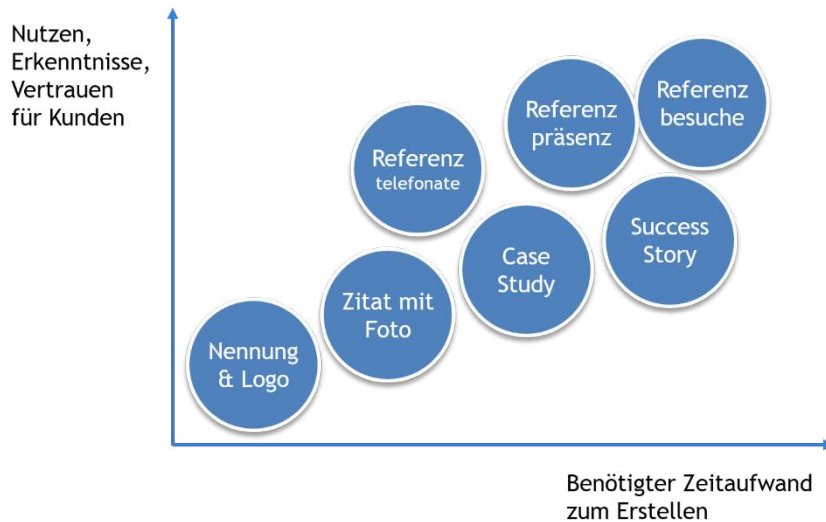 Nutzen,
Erkenntnisse,
Vertrauen
für Kunden
Referenz
telefonate
Referenz
präsenz
Referenz
besuche
Nennung
& Logo
Zitat mit
Foto
Case
Study
Success
Story
Benötigter Zeitaufwand
zum Erstellen